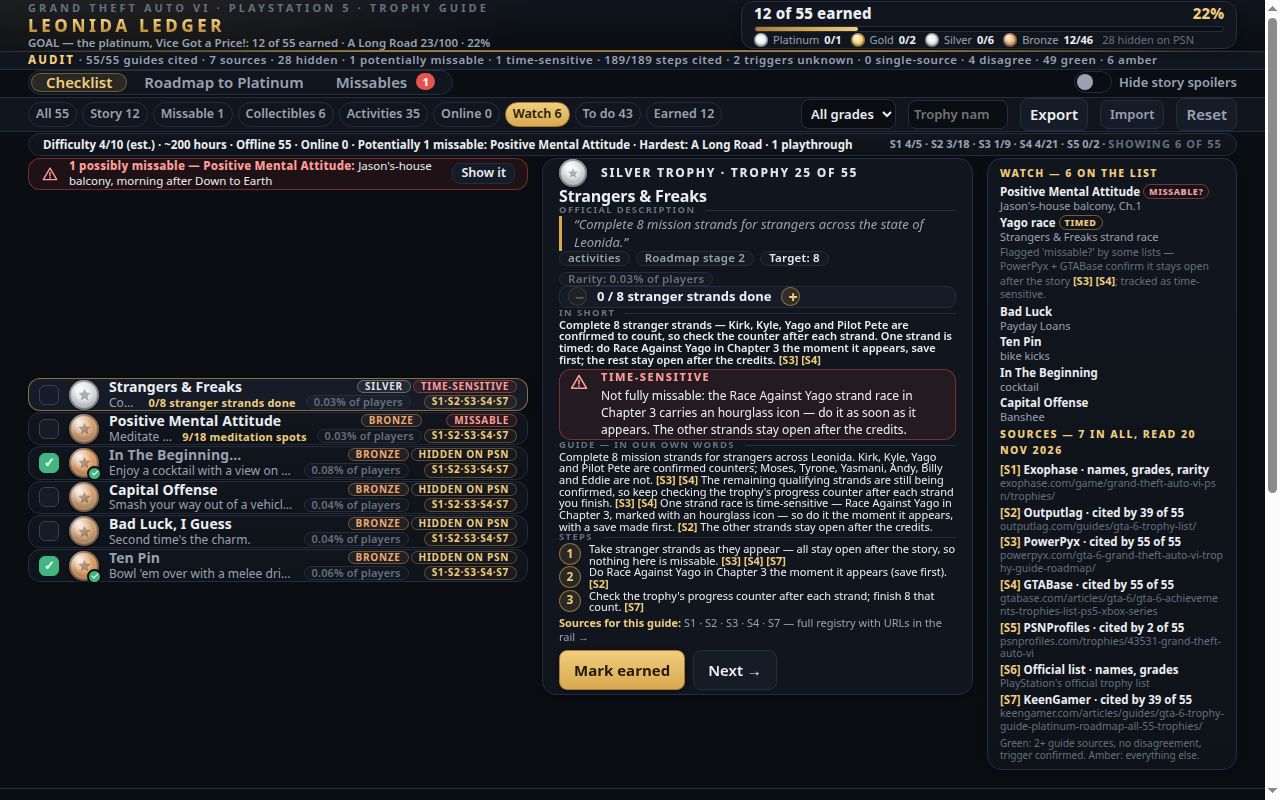 GRAND THEFT AUTO VI · PLAYSTATION 5 · TROPHY GUIDE
LEONIDA LEDGER
GOAL — the platinum, Vice Got a Price!: 12 of 55 earned · A Long Road 23/100 · 22%
12 of 55 earned 22%
Platinum 0/1 Gold 0/2 Silver 0/6 Bronze 12/46 28 hidden on PSN
AUDIT · 55/55 guides cited · 7 sources · 28 hidden · 1 potentially missable · 1 time-sensitive · 189/189 steps cited · 2 triggers unknown · 0 single-source · 4 disagree · 49 green · 6 amber
Checklist Roadmap to Platinum Missables 1
Hide story spoilers
All 55 Story 12 Missable 1 Collectibles 6 Activities 35 Online 0 Watch 6 To do 43 Earned 12
All grades Trophy nam Export Import Reset
Difficulty 4/10 (est.) · ~200 hours · Offline 55 · Online 0 · Potentially 1 missable: Positive Mental Attitude · Hardest: A Long Road · 1 playthrough
S1 4/5 · S2 3/18 · S3 1/9 · S4 4/21 · S5 0/2 · SHOWING 6 OF 55
1 possibly missable — Positive Mental Attitude: Jason's-house
balcony, morning after Down to Earth
Show it
Strangers & Freaks SILVER TIME-SENSITIVE
Co... 0/8 stranger strands done 0.03% of players S1·S2·S3·S4·S7
Positive Mental Attitude BRONZE MISSABLE
Meditate ... 9/18 meditation spots 0.03% of players S1·S2·S3·S4·S7
In The Beginning... BRONZE HIDDEN ON PSN
Enjoy a cocktail with a view on ... 0.08% of players S1·S2·S3·S4·S7
Capital Offense BRONZE HIDDEN ON PSN
Smash your way out of a vehicl... 0.04% of players S1·S2·S3·S4·S7
Bad Luck, I Guess BRONZE HIDDEN ON PSN
Second time's the charm. 0.04% of players S1·S2·S3·S4·S7
Ten Pin BRONZE HIDDEN ON PSN
Bowl 'em over with a melee dri... 0.06% of players S1·S2·S3·S4·S7
SILVER TROPHY · TROPHY 25 OF 55
Strangers & Freaks
OFFICIAL DESCRIPTION
“Complete 8 mission strands for strangers across the state of
Leonida.”
activities Roadmap stage 2 Target: 8
Rarity: 0.03% of players
− 0 / 8 stranger strands done +
IN SHORT
Complete 8 stranger strands — Kirk, Kyle, Yago and Pilot Pete are
confirmed to count, so check the counter after each strand. One strand is
timed: do Race Against Yago in Chapter 3 the moment it appears, save
first; the rest stay open after the credits. [S3] [S4]
TIME-SENSITIVE
Not fully missable: the Race Against Yago strand race in
Chapter 3 carries an hourglass icon — do it as soon as it
appears. The other strands stay open after the credits.
GUIDE — IN OUR OWN WORDS
Complete 8 mission strands for strangers across Leonida. Kirk, Kyle, Yago
and Pilot Pete are confirmed counters; Moses, Tyrone, Yasmani, Andy, Billy
and Eddie are not. [S3] [S4] The remaining qualifying strands are still being
confirmed, so keep checking the trophy's progress counter after each strand
you finish. [S3] [S4] One strand race is time-sensitive — Race Against Yago in
Chapter 3, marked with an hourglass icon — so do it the moment it appears,
with a save made first. [S2] The other strands stay open after the credits.
STEPS
1 Take stranger strands as they appear — all stay open after the story, so
nothing here is missable. [S3] [S4] [S7]
2 Do Race Against Yago in Chapter 3 the moment it appears (save first).
[S2]
3 Check the trophy's progress counter after each strand; finish 8 that
count. [S7]
Sources for this guide: S1 · S2 · S3 · S4 · S7 — full registry with URLs in the
rail →
Mark earned Next →
WATCH — 6 ON THE LIST
Positive Mental Attitude MISSABLE?
Jason's-house balcony, Ch.1
Yago race TIMED
Strangers & Freaks strand race
Flagged 'missable?' by some lists —
PowerPyx + GTABase confirm it stays open
after the story [S3] [S4]; tracked as time-
sensitive.
Bad Luck
Payday Loans
Ten Pin
bike kicks
In The Beginning
cocktail
Capital Offense
Banshee
SOURCES — 7 IN ALL, READ 20
NOV 2026
[S1] Exophase · names, grades, rarity
exophase.com/game/grand-theft-auto-vi-ps
n/trophies/
[S2] Outputlag · cited by 39 of 55
outputlag.com/guides/gta-6-trophy-list/
[S3] PowerPyx · cited by 55 of 55
powerpyx.com/gta-6-grand-theft-auto-vi-trop
hy-guide-roadmap/
[S4] GTABase · cited by 55 of 55
gtabase.com/articles/gta-6/gta-6-achieveme
nts-trophies-list-ps5-xbox-series
[S5] PSNProfiles · cited by 2 of 55
psnprofiles.com/trophies/43531-grand-theft-
auto-vi
[S6] Official list · names, grades
PlayStation's official trophy list
[S7] KeenGamer · cited by 39 of 55
keengamer.com/articles/guides/gta-6-trophy-
guide-platinum-roadmap-all-55-trophies/
Green: 2+ guide sources, no disagreement,
trigger confirmed. Amber: everything else.